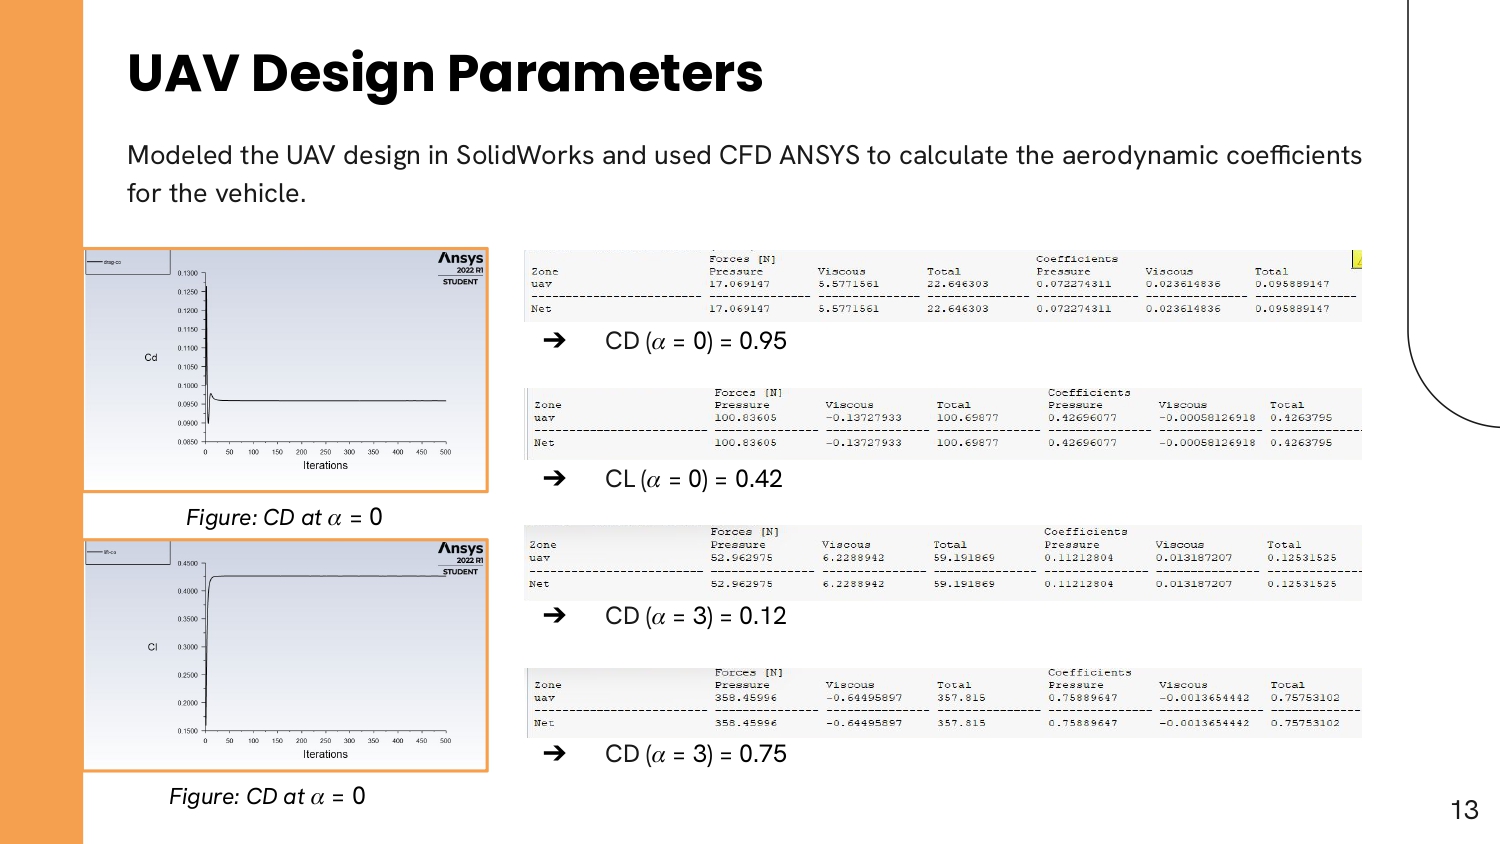 UAV Design Parameters
Modeled the UAV design in SolidWorks and used CFD ANSYS to calculate the aerodynamic coefficients
for the vehicle.
Ansys
2022 R1
STUDENT
0.1300
0.1250
0.1200
0.1150
0.1100
Cd
0.1050
0.1000
0.0950
0.0900
0.0850
0 50 100 150 200 250 300 350 400 450 500
Iterations
Figure: CD at α = 0
Ansys
2022 R1
STUDENT
0.4500
0.4000
0.3500
Cl
0.3000
0.2500
0.2000
0.1500
0 50 100 150 200 250 300 350 400 450 500
Iterations
Figure: CD at α = 0
Forces [N] Coefficients
Zone Pressure Viscous Total Pressure Viscous Total
uav 17.069147 5.5771561 22.646303 0.072274311 0.023614836 0.095889147
Net 17.069147 5.5771561 22.646303 0.072274311 0.023614836 0.095889147
➔ CD (α = 0) = 0.95
Forces [N] Coefficients
Zone Pressure Viscous Total Pressure Viscous Total
uav 100.83605 -0.13727933 100.69877 0.42696077 -0.00058126918 0.4263795
Net 100.83605 -0.13727933 100.69877 0.42696077 -0.00058126918 0.4263795
➔ CL (α = 0) = 0.42
Forces [N] Coefficients
Zone Pressure Viscous Total Pressure Viscous Total
uav 52.962975 6.2288942 59.191869 0.11212804 0.013187207 0.12531525
Net 52.962975 6.2288942 59.191869 0.11212804 0.013187207 0.12531525
➔ CD (α = 3) = 0.12
Forces [N] Coefficients
Zone Pressure Viscous Total Pressure Viscous Total
uav 358.45996 -0.64495897 357.815 0.75889647 -0.0013654442 0.75753102
Net 358.45996 -0.64495897 357.815 0.75889647 -0.0013654442 0.75753102
➔ CD (α = 3) = 0.75
13